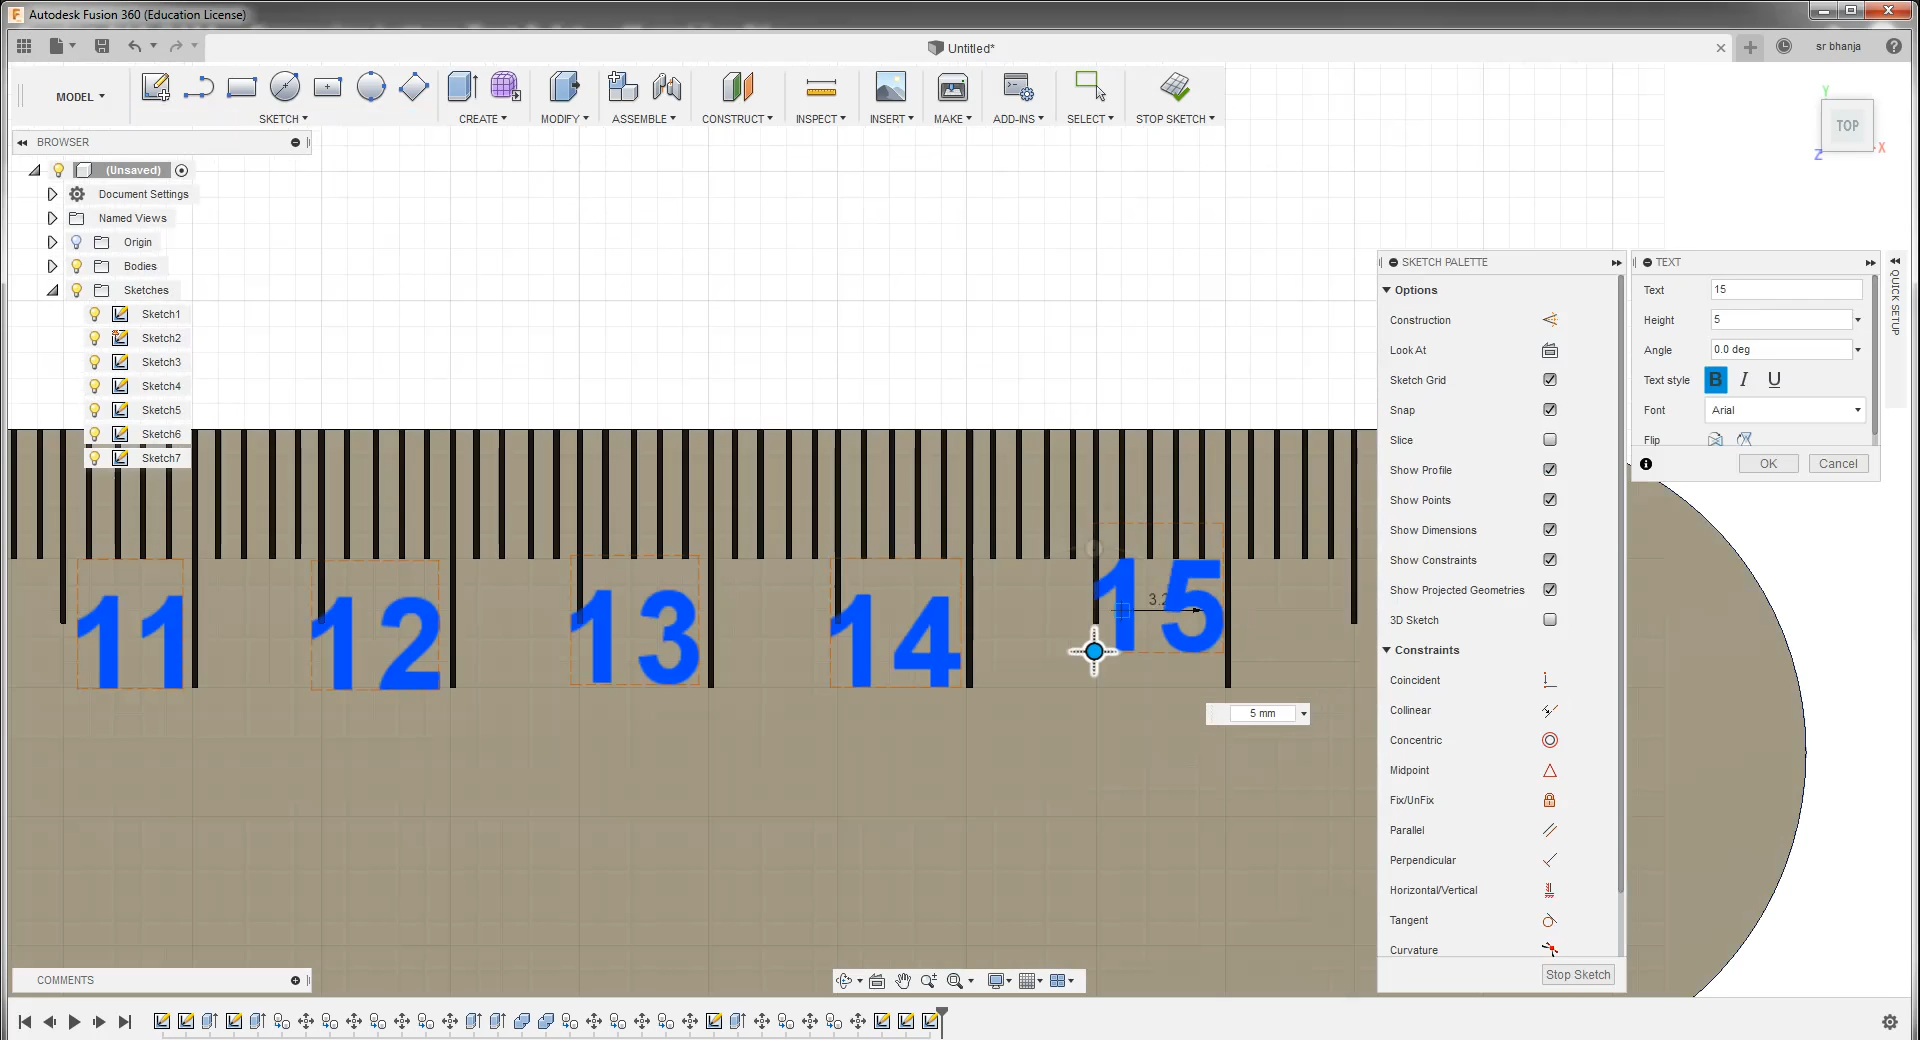 Autodesk Fusion 360 (Education License)
Untitled*
sr bhanja
MODEL
SKETCH
CREATE
MODIFY
ASSEMBLE
CONSTRUCT
INSPECT
INSERT
MAKE
ADD-INS
SELECT
STOP SKETCH
Y
TOP
X
Z
BROWSER
(Unsaved)
Document Settings
Named Views
Origin
Bodies
Sketches
Sketch1
Sketch2
Sketch3
Sketch4
Sketch5
Sketch6
Sketch7
11 12 13 14 15
5 mm
SKETCH PALETTE
Options
Construction
Look At
Sketch Grid
Snap
Slice
Show Profile
Show Points
Show Dimensions
Show Constraints
Show Projected Geometries
3D Sketch
Constraints
Coincident
Collinear
Concentric
Midpoint
Fix/UnFix
Parallel
Perpendicular
Horizontal/Vertical
Tangent
Curvature
Stop Sketch
TEXT
Text 15
Height 5
Angle 0.0 deg
Text style B I U
Font Arial
Flip
OK Cancel
QUICK SETUP
COMMENTS